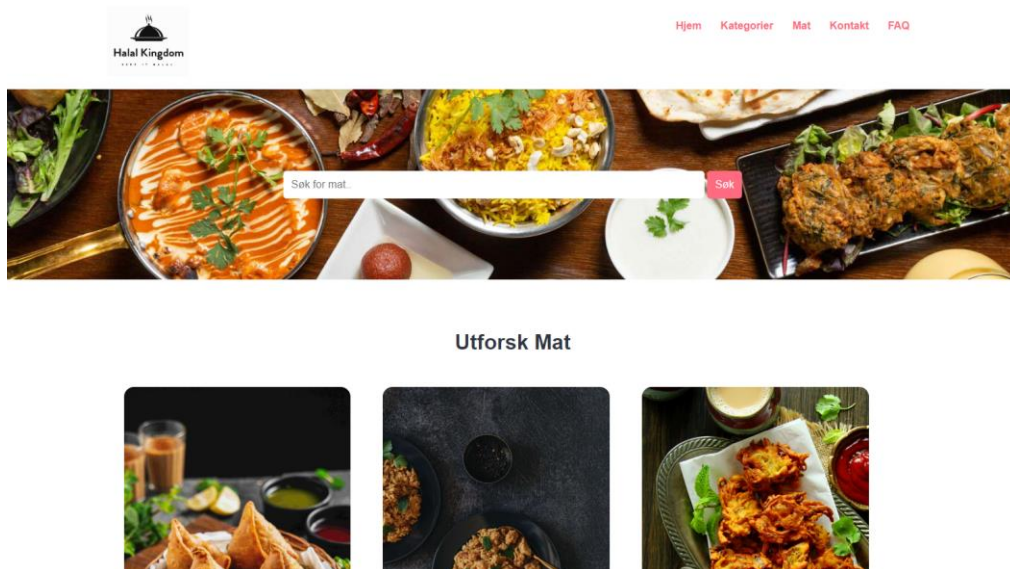 Halal Kingdom
Hjem Kategorier Mat Kontakt FAQ
Søk for mat.. Søk
Utforsk Mat